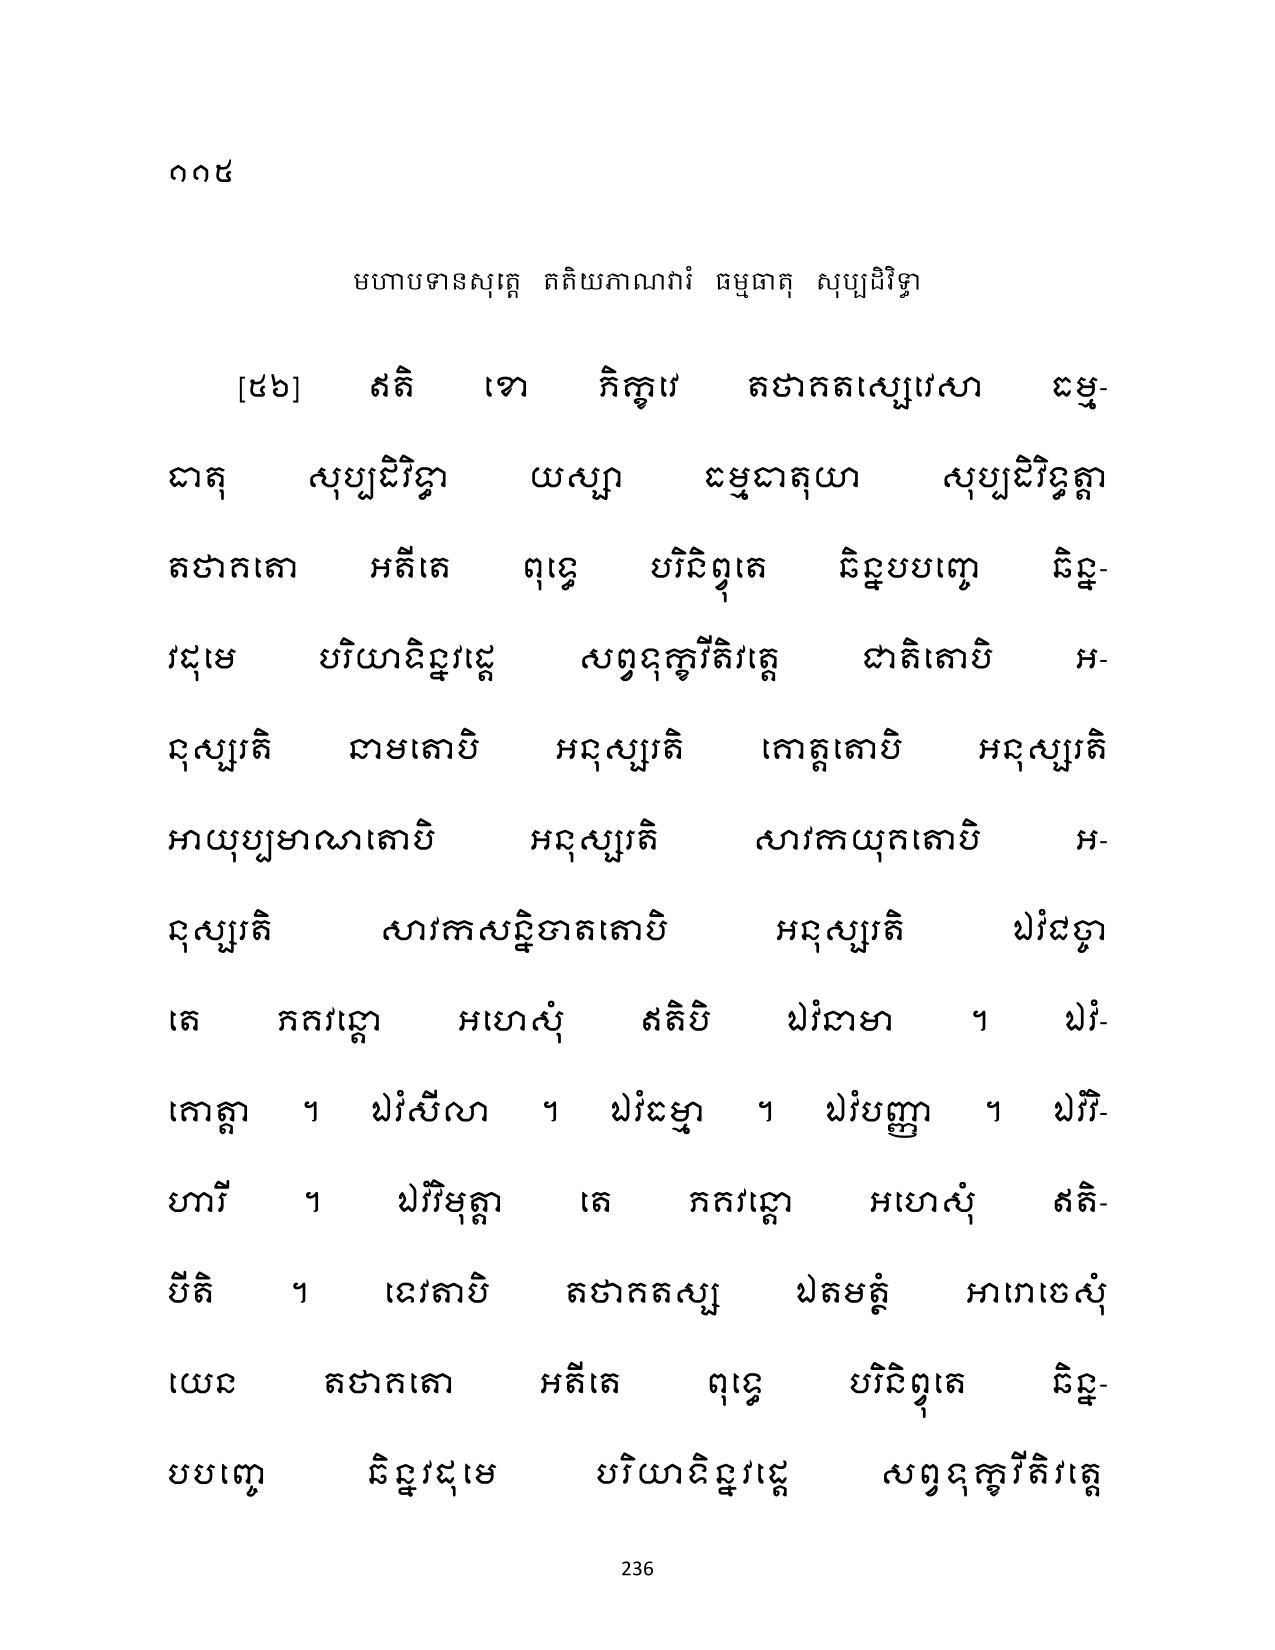 ១១៥
មហាបទានសុត្តេ តតិយភាណវារំ ធម្មធាតុ សុប្បដិវិទ្ធា
[៥៦] ឥតិ ខោ ភិក្ខវេ តថាគតស្សេវេសា ធម្ម-
ធាតុ សុប្បដិវិទ្ធា យស្សា ធម្មធាតុយា សុប្បដិវិទ្ធត្តា
តថាគតោ អតីតេ ពុទ្ធេ បរិនិព្វុតេ ឆិន្នបបញ្ចេ ឆិន្ន-
វដុមេ បរិយាទិន្នវដ្តេ សព្វទុក្ខវីតិវត្តេ ជាតិតោបិ អ-
នុស្សរតិ នាមតោបិ អនុស្សរតិ គោត្តតោបិ អនុស្សរតិ
អាយុប្បមាណតោបិ អនុស្សរតិ សាវកយុគតោបិ អ-
នុស្សរតិ សាវកសន្និបាតតោបិ អនុស្សរតិ ឯវំជច្ចា
តេ ភគវន្តោ អហេសុំ ឥតិបិ ឯវំនាមា ។ ឯវំ-
គោត្តា ។ ឯវំសីលា ។ ឯវំធម្មា ។ ឯវំបញ្ញា ។ ឯវំវិ-
ហារី ។ ឯវំវិមុត្តា តេ ភគវន្តោ អហេសុំ ឥតិ-
បីតិ ។ ទេវតាបិ តថាគតស្ស ឯតមត្ថំ អារោចេសុំ
យេន តថាគតោ អតីតេ ពុទ្ធេ បរិនិព្វុតេ ឆិន្ន-
បបញ្ចេ ឆិន្នវដុមេ បរិយាទិន្នវដ្តេ សព្វទុក្ខវីតិវត្តេ
236